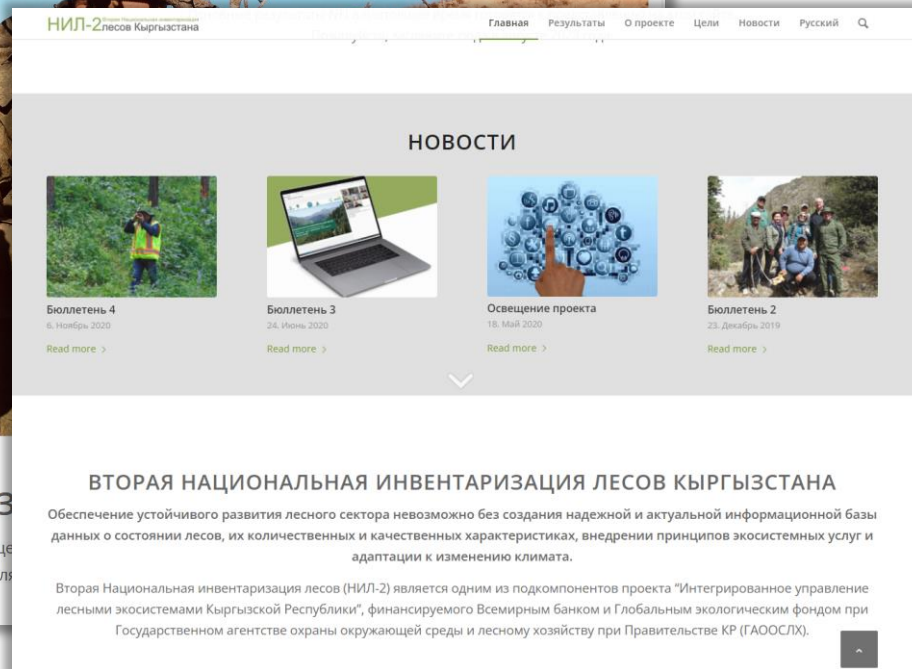 НИЛ-2
Вторая Национальная инвентаризация
лесов Кыргызстана
Главная Результаты О проекте Цели Новости Русский
НОВОСТИ
Бюллетень 4
6. Ноябрь 2020
Read more
Бюллетень 3
24. Июнь 2020
Read more
Освещение проекта
18. Май 2020
Read more
Бюллетень 2
23. Декабрь 2019
Read more
ВТОРАЯ НАЦИОНАЛЬНАЯ ИНВЕНТАРИЗАЦИЯ ЛЕСОВ КЫРГЫЗСТАНА
Обеспечение устойчивого развития лесного сектора невозможно без создания надежной и актуальной информационной базы
данных о состоянии лесов, их количественных и качественных характеристиках, внедрении принципов экосистемных услуг и
адаптации к изменению климата.
Вторая Национальная инвентаризация лесов (НИЛ-2) является одним из подкомпонентов проекта “Интегрированное управление
лесными экосистемами Кыргызской Республики”, финансируемого Всемирным банком и Глобальным экологическим фондом при
Государственном агентстве охраны окружающей среды и лесному хозяйству при Правительстве КР (ГАООСЛХ).